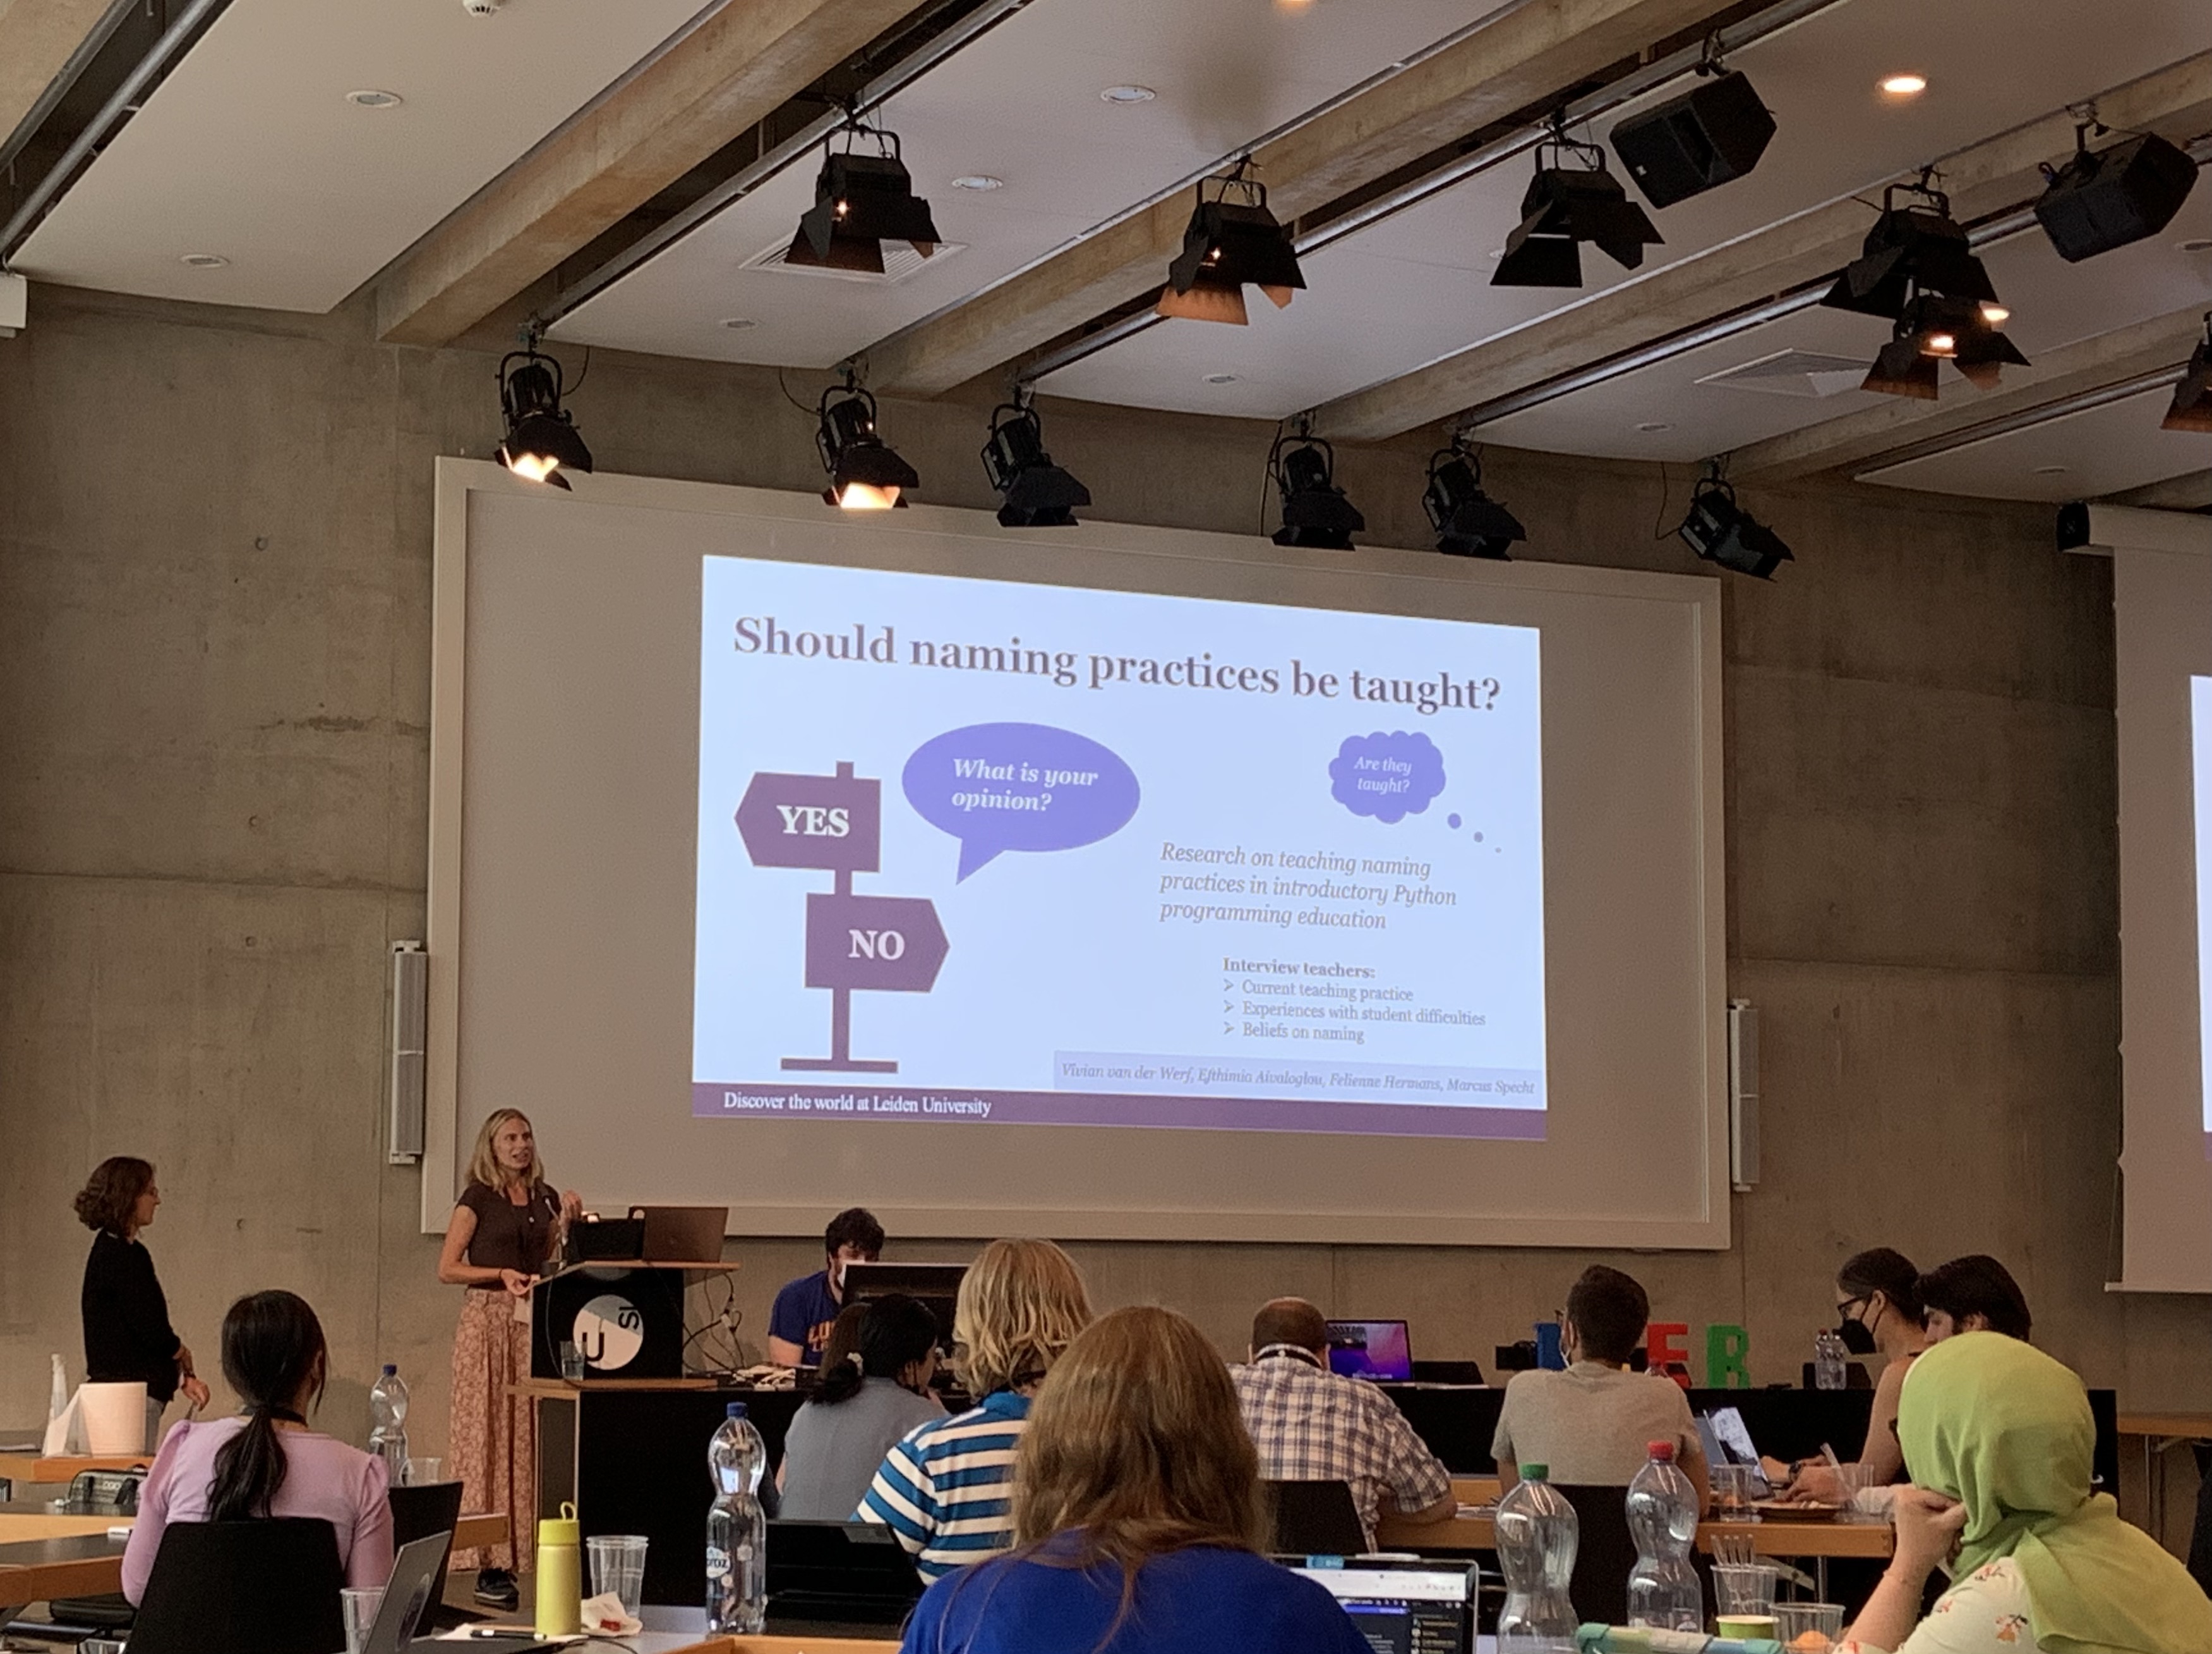 Should naming practices be taught?
What is your
opinion?
YES
NO
Are they
taught?
Research on teaching naming
practices in introductory Python
programming education
Interview teachers:
➢ Current teaching practice
➢ Experiences with student difficulties
➢ Beliefs on naming
Vivian van der Werf, Efthimia Aivaloglou, Felienne Hermans, Marcus Specht
Discover the world at Leiden University
U
SI
E R